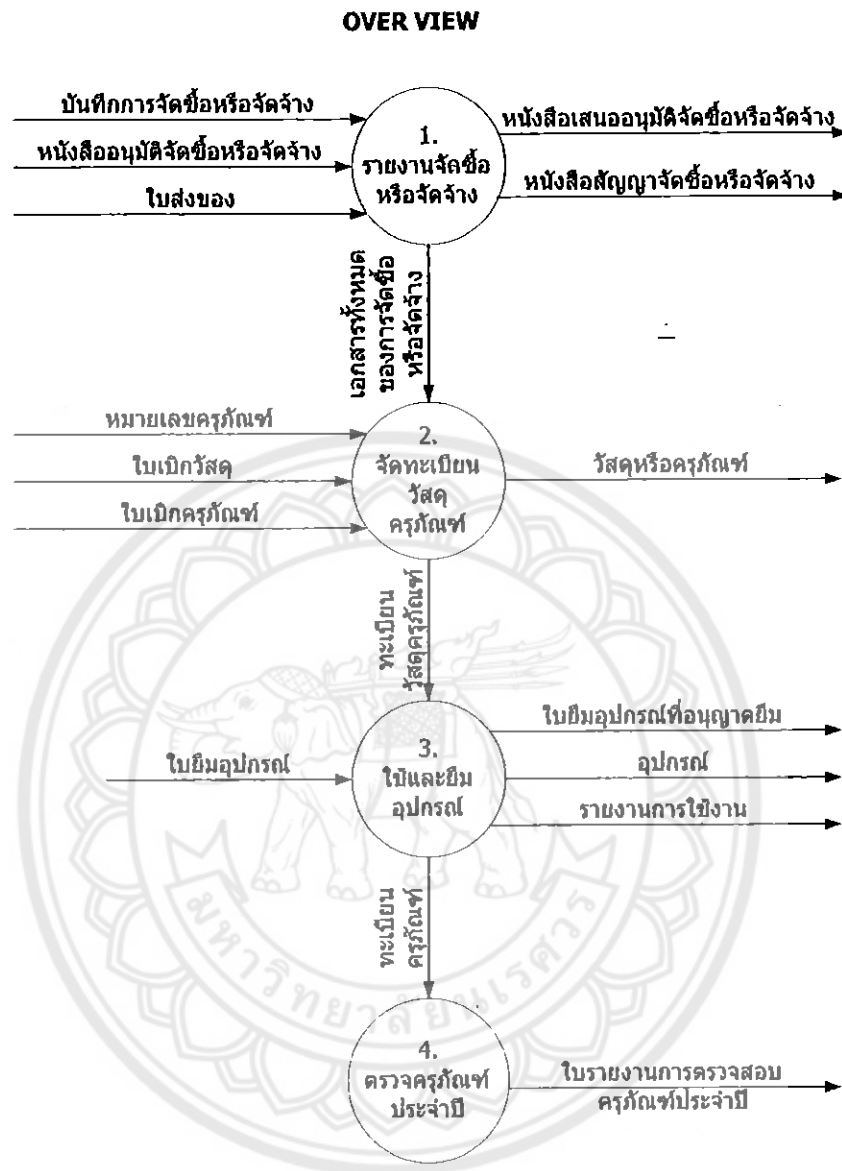 OVER VIEW
บันทึกการจัดซื้อหรือจัดจ้าง
หนังสืออนุมัติจัดซื้อหรือจัดจ้าง
ใบส่งของ
1.
รายงานจัดซื้อ
หรือจัดจ้าง
หนังสือเสนออนุมัติจัดซื้อหรือจัดจ้าง
หนังสือสัญญาจัดซื้อหรือจัดจ้าง
เอกสารทั้งหมด
ของการจัดซื้อ
หรือจัดจ้าง
หมายเลขครุภัณฑ์
ใบเบิกวัสดุ
ใบเบิกครุภัณฑ์
2.
จัดทะเบียน
วัสดุ
ครุภัณฑ์
วัสดุหรือครุภัณฑ์
ทะเบียน
วัสดุครุภัณฑ์
ใบยืมอุปกรณ์
3.
ใช้และยืม
อุปกรณ์
ใบยืมอุปกรณ์ที่อนุญาตยืม
อุปกรณ์
รายงานการใช้งาน
ทะเบียน
ครุภัณฑ์
4.
ตรวจครุภัณฑ์
ประจำปี
ใบรายงานการตรวจสอบ
ครุภัณฑ์ประจำปี
มหาวิทยาลัยนเรศวร